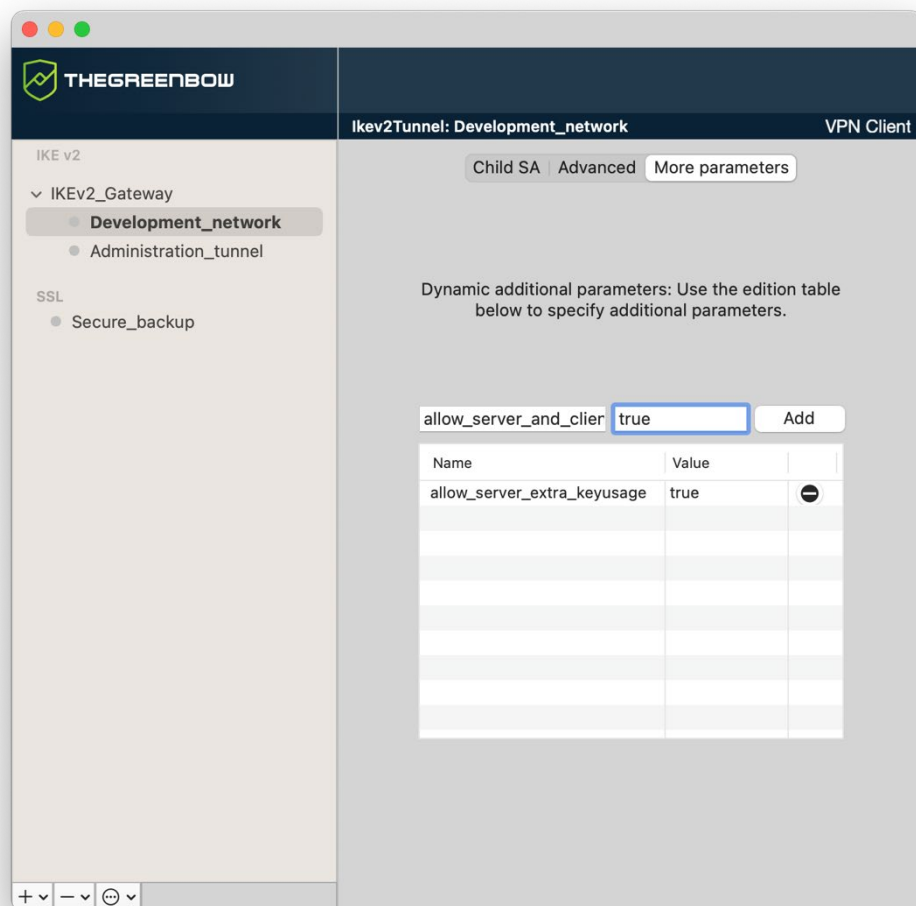 THEGREENBOW
Ikev2Tunnel: Development_network VPN Client
IKE v2
IKEv2_Gateway
Development_network
Administration_tunnel
SSL
Secure_backup
Child SA Advanced More parameters
Dynamic additional parameters: Use the edition table
below to specify additional parameters.
allow_server_and_clier true Add
Name Value
allow_server_extra_keyusage true